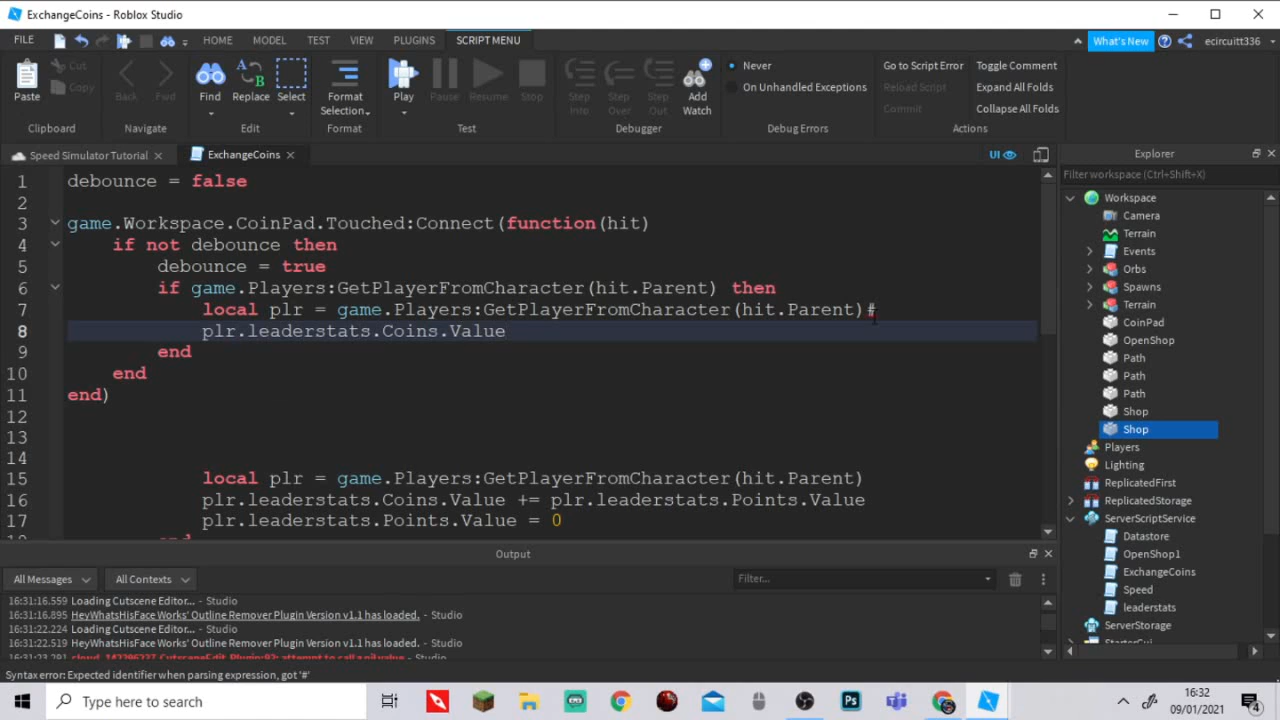 ExchangeCoins - Roblox Studio
FILE HOME MODEL TEST VIEW PLUGINS SCRIPT MENU What's New ecircuitt336
Paste Cut Copy Back Fwd Find Replace Select Format Selection Play Pause Resume Stop Step Into Step Over Step Out Add Watch Never On Unhandled Exceptions Go to Script Error Reload Script Commit Toggle Comment Expand All Folds Collapse All Folds
Clipboard Navigate Edit Format Test Debugger Debug Errors Actions
Speed Simulator Tutorial ExchangeCoins UI
1 debounce = false
2
3 game.Workspace.CoinPad.Touched:Connect(function(hit)
4 if not debounce then
5 debounce = true
6 if game.Players:GetPlayerFromCharacter(hit.Parent) then
7 local plr = game.Players:GetPlayerFromCharacter(hit.Parent)#
8 plr.leaderstats.Coins.Value
9 end
10 end
11 end)
12
13
14
15 local plr = game.Players:GetPlayerFromCharacter(hit.Parent)
16 plr.leaderstats.Coins.Value += plr.leaderstats.Points.Value
17 plr.leaderstats.Points.Value = 0
Explorer
Filter workspace (Ctrl+Shift+X)
Workspace
Camera
Terrain
Events
Orbs
Spawns
Terrain
CoinPad
OpenShop
Path
Path
Path
Shop
Shop
Players
Lighting
ReplicatedFirst
ReplicatedStorage
ServerScriptService
Datastore
OpenShop1
ExchangeCoins
Speed
leaderstats
ServerStorage
Output
All Messages All Contexts Filter...
16:31:16.559 Loading Cutscene Editor... - Studio
16:31:16.895 HeyWhatsHisFace Works' Outline Remover Plugin Version v1.1 has loaded. - Studio
16:31:22.224 Loading Cutscene Editor... - Studio
16:31:22.519 HeyWhatsHisFace Works' Outline Remover Plugin Version v1.1 has loaded. - Studio
Syntax error: Expected identifier when parsing expression, got '#'
Type here to search
16:32
09/01/2021
4